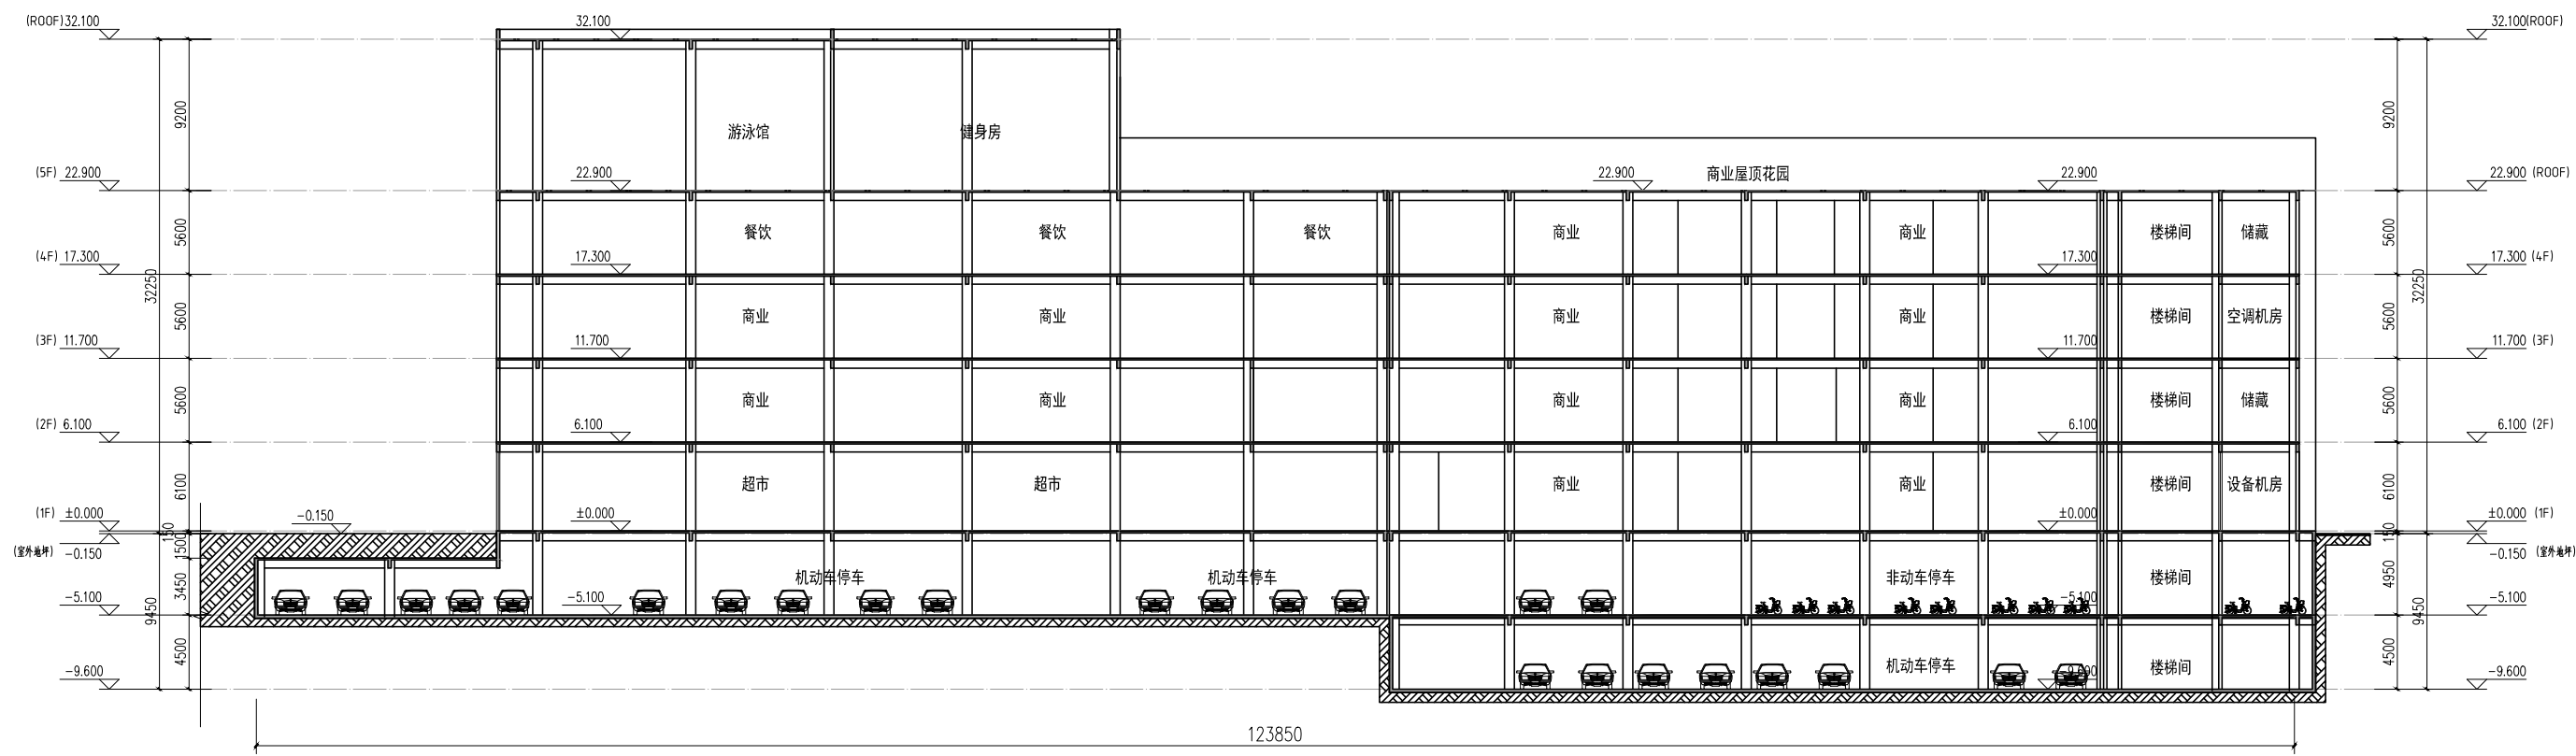 (ROOF)32.100
32.100
32.100(ROOF)
9200
9200
游泳馆
健身房
(5F) 22.900
22.900
22.900
商业屋顶花园
22.900
22.900 (ROOF)
5600
餐饮
餐饮
餐饮
商业
商业
楼梯间
储藏
5600
(4F) 17.300
17.300
17.300
17.300 (4F)
32250
32250
5600
商业
商业
商业
商业
楼梯间
空调机房
5600
(3F) 11.700
11.700
11.700
11.700 (3F)
5600
商业
商业
商业
商业
楼梯间
储藏
5600
(2F) 6.100
6.100
6.100
6.100 (2F)
6100
超市
超市
商业
商业
楼梯间
设备机房
6100
(1F) ±0.000
-0.150
±0.000
±0.000
±0.000 (1F)
150
150
(室外地坪) -0.150
-0.150 (室外地坪)
1500
3450
机动车停车
机动车停车
非动车停车
楼梯间
4950
-5.100
-5.100
-5.100
-5.100
9450
9450
4500
机动车停车
楼梯间
4500
-9.600
-9.600
-9.600
123850